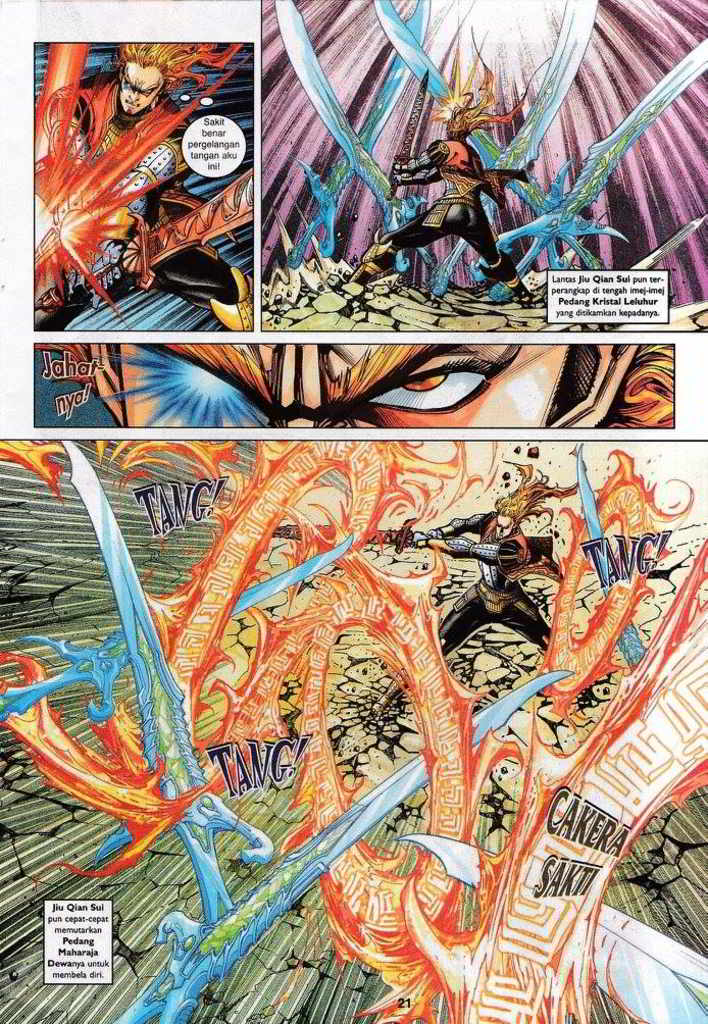 Sakit
benar
pergelangan
tangan aku
ini!
Lantas Jiu Qian Sui pun ter-
perangkap di tengah imej-imej
Pedang Kristal Leluhur
yang ditikamkan kepadanya.
Jahat-
nya!
TANG!
TANG!
TANG!
CAKERA
SAKTI
Jiu Qian Sui
pun cepat-cepat
memutarkan
Pedang
Maharaja
Dewanya untuk
membela diri.
21